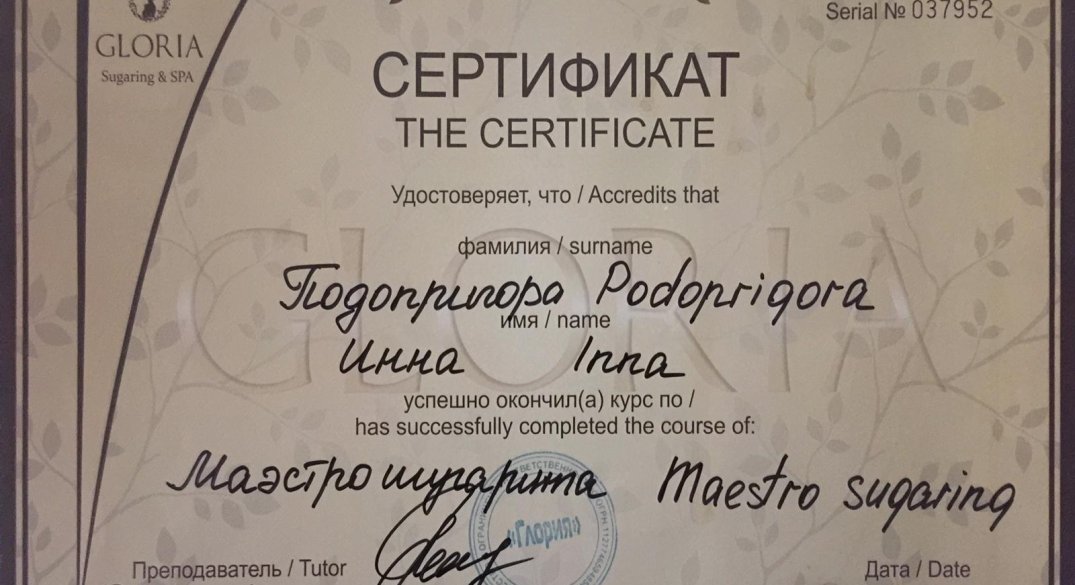 Serial № 037952
GLORIA
Sugaring & SPA
СЕРТИФИКАТ
THE CERTIFICATE
Удостоверяет, что / Accredits that
фамилия / surname
Подопригора Podoprigora
имя / name
Инна Inna
успешно окончил(а) курс по /
has successfully completed the course of:
Маэстро шугаринга Maestro sugaring
«Глория»
Преподаватель / Tutor
Дата / Date
GLORIA